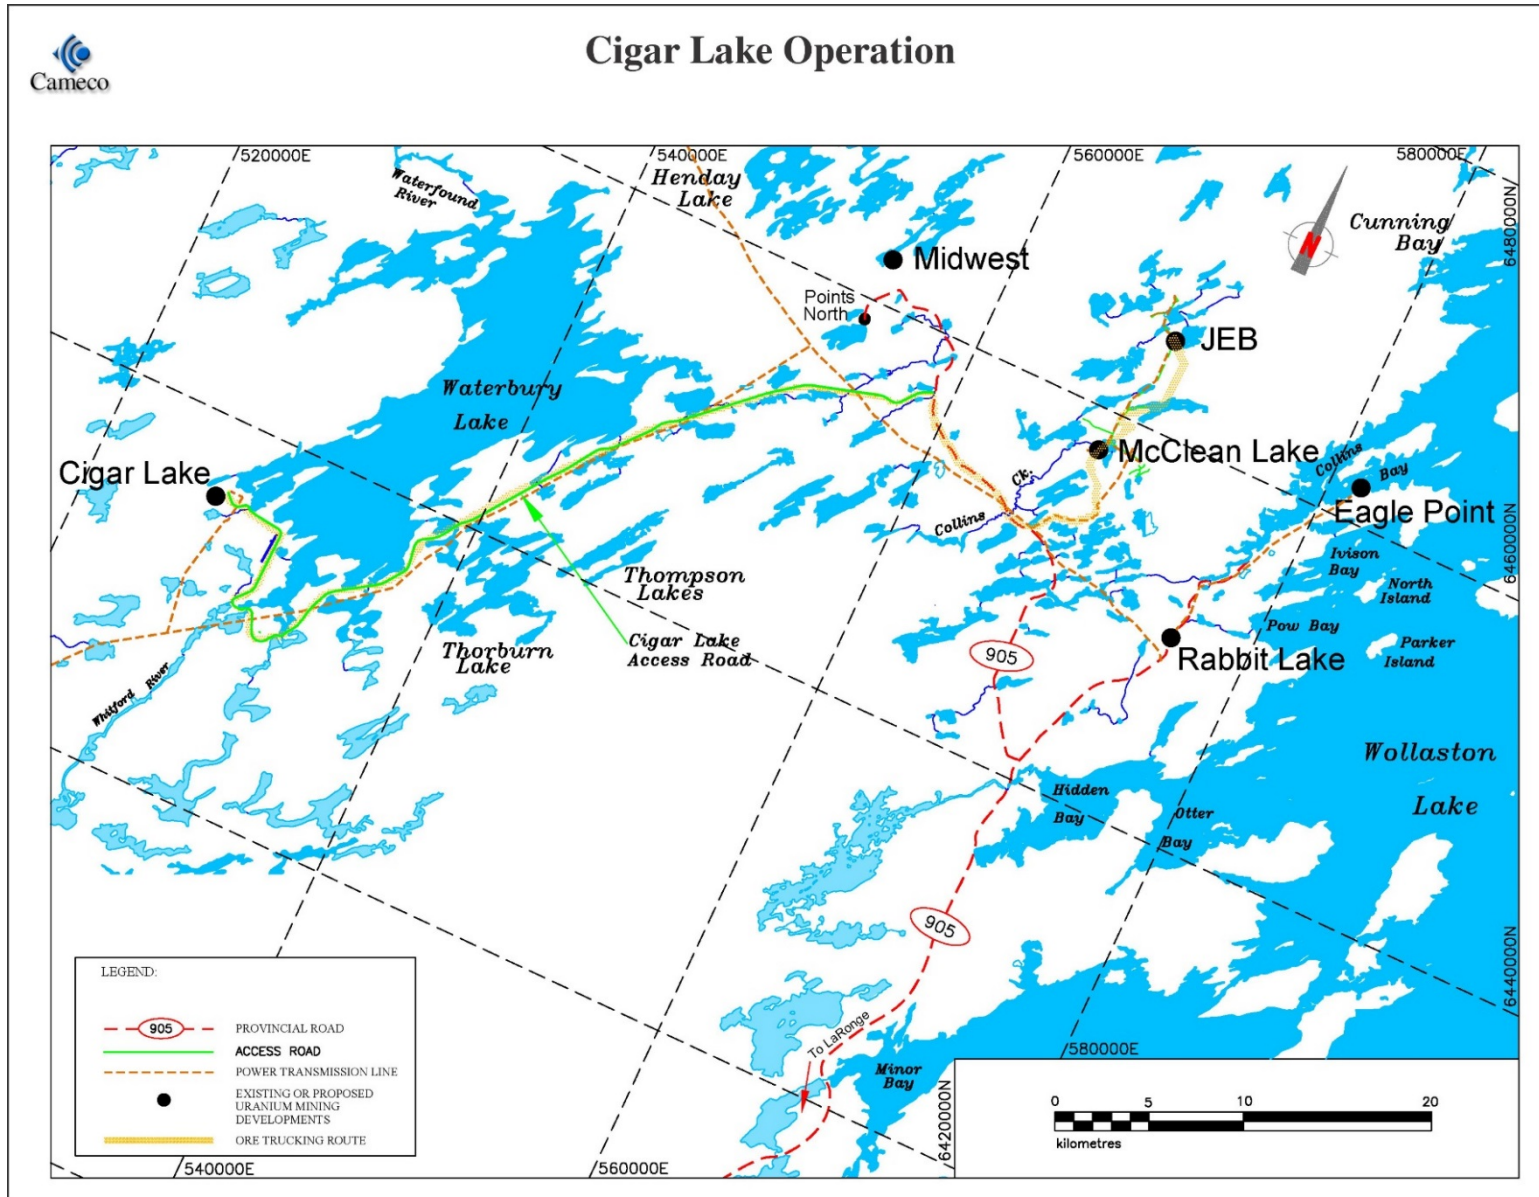 Cigar Lake Operation
Cameco
520000E
540000E
560000E
580000E
Waterfound
River
Henday
Lake
Cunning
Bay
6480000N
Midwest
Points
North
JEB
Waterbury
Lake
McClean Lake
Collins
Bay
Cigar Lake
Ck.
Collins
Eagle Point
6460000N
Ivison
Bay
North
Island
Thompson
Lakes
Pow Bay
Parker
Island
Cigar Lake
Access Road
Thorburn
Lake
905
Rabbit Lake
Whitford River
Wollaston
Lake
Hidden
Bay
Otter
Bay
905
6440000N
LEGEND:
905
PROVINCIAL ROAD
ACCESS ROAD
POWER TRANSMISSION LINE
EXISTING OR PROPOSED
URANIUM MINING
DEVELOPMENTS
ORE TRUCKING ROUTE
To LaRonge
Minor
Bay
580000E
6420000N
0 5 10 20
kilometres
540000E
560000E
N